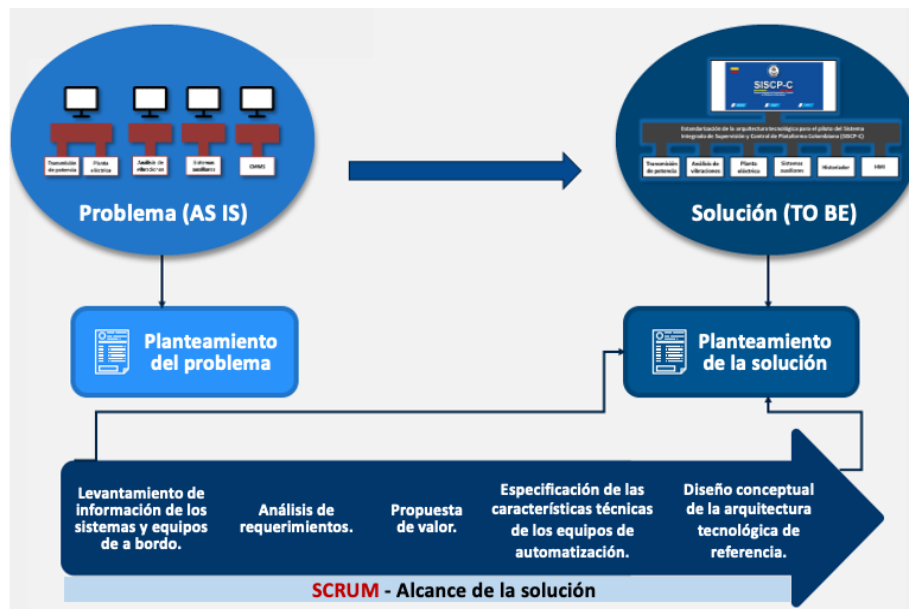 Transmisión
de potencia
Planta
eléctrica
Análisis de
vibraciones
Sistemas
auxiliares
Problema (AS IS)
SISCP-C
Estandarización de la arquitectura tecnológica para el piloto del Sistema
Integrado de Supervisión y Control de Plataforma Colombiana (SISCP-C)
Transmisión
de potencia
Análisis de
vibraciones
Planta
eléctrica
Sistemas
auxiliares
Historiador
HMI
Solución (TO BE)
Planteamiento
del problema
Planteamiento
de la solución
Levantamiento de
información de los
sistemas y equipos
de a bordo.
Análisis de
requerimientos.
Propuesta
de valor.
Especificación de las
características técnicas
de los equipos de
automatización.
Diseño conceptual
de la arquitectura
tecnológica de
referencia.
SCRUM - Alcance de la solución